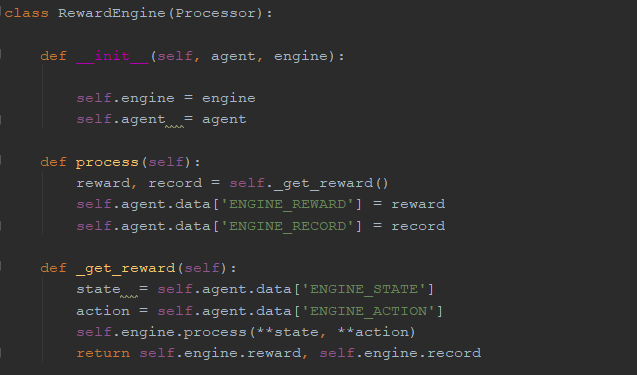 class RewardEngine(Processor):
def __init__(self, agent, engine):
self.engine = engine
self.agent  = agent
def process(self):
reward, record = self._get_reward()
self.agent.data['ENGINE_REWARD'] = reward
self.agent.data['ENGINE_RECORD'] = record
def _get_reward(self):
state  = self.agent.data['ENGINE_STATE']
action = self.agent.data['ENGINE_ACTION']
self.engine.process(**state, **action)
return self.engine.reward, self.engine.record